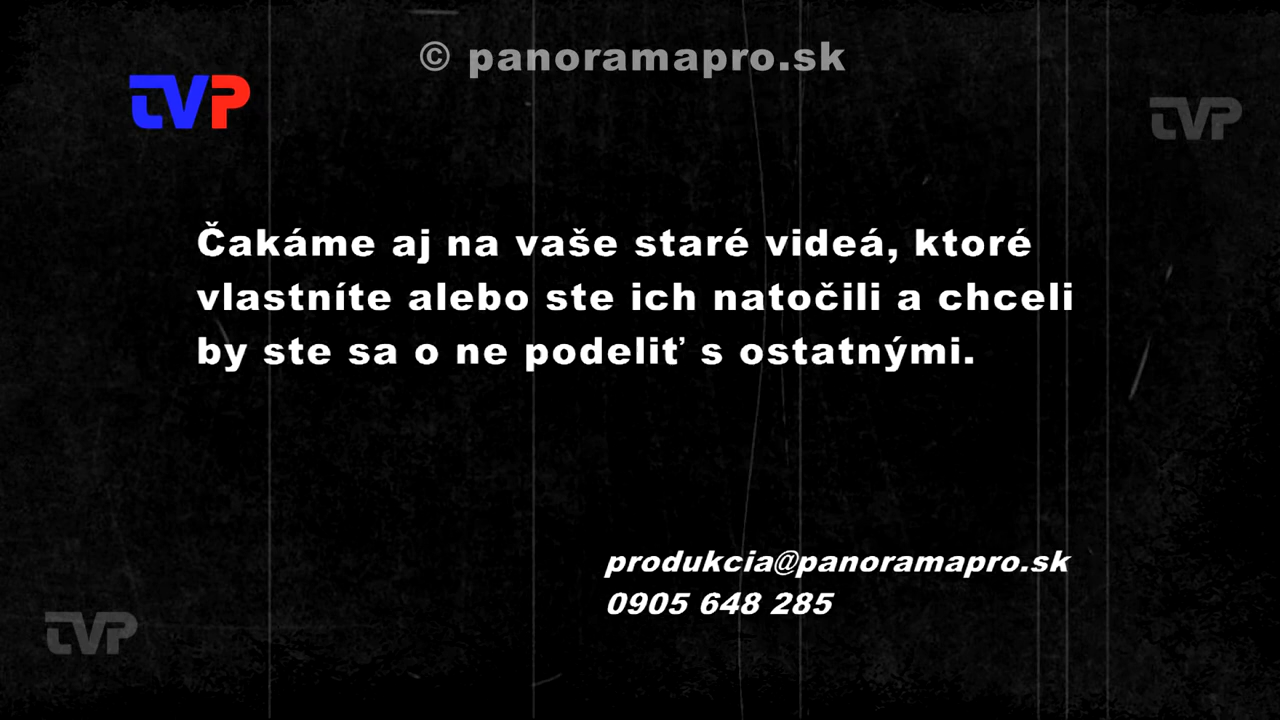 © panoramapro.sk
TVP
TVP
Čakáme aj na vaše staré videá, ktoré
vlastníte alebo ste ich natočili a chceli
by ste sa o ne podeliť s ostatnými.
produkcia@panoramapro.sk
0905 648 285
TVP